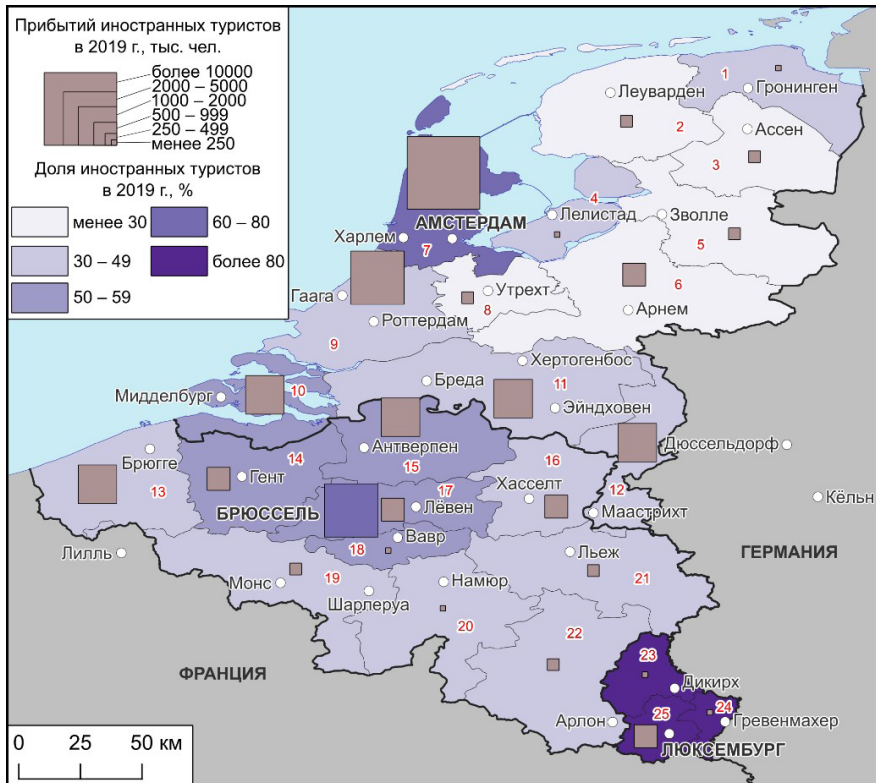 Прибытий иностранных туристов
в 2019 г., тыс. чел.
более 10000
2000 – 5000
1000 – 2000
500 – 999
250 – 499
менее 250
Доля иностранных туристов
в 2019 г., %
менее 30
60 – 80
30 – 49
более 80
50 – 59
1
Гронинген
Леуварден
2
Ассен
3
4
Лелистад
Зволле
5
АМСТЕРДАМ
Харлем
7
6
Утрехт
8
Гаага
Арнем
Роттердам
9
Хертогенбос
11
Бреда
Эйндховен
Мидделбург
10
Дюссельдорф
Брюгге
13
14
Гент
Антверпен
15
16
Хасселт
12
Маастрихт
Кёльн
17
Лёвен
БРЮССЕЛЬ
Вавр
18
Лилль
Льеж
ГЕРМАНИЯ
19
Монс
Шарлеруа
Намюр
21
20
22
23
ФРАНЦИЯ
Дикирх
24
25
Арлон
Гревенмахер
ЛЮКСЕМБУРГ
0 25 50 км